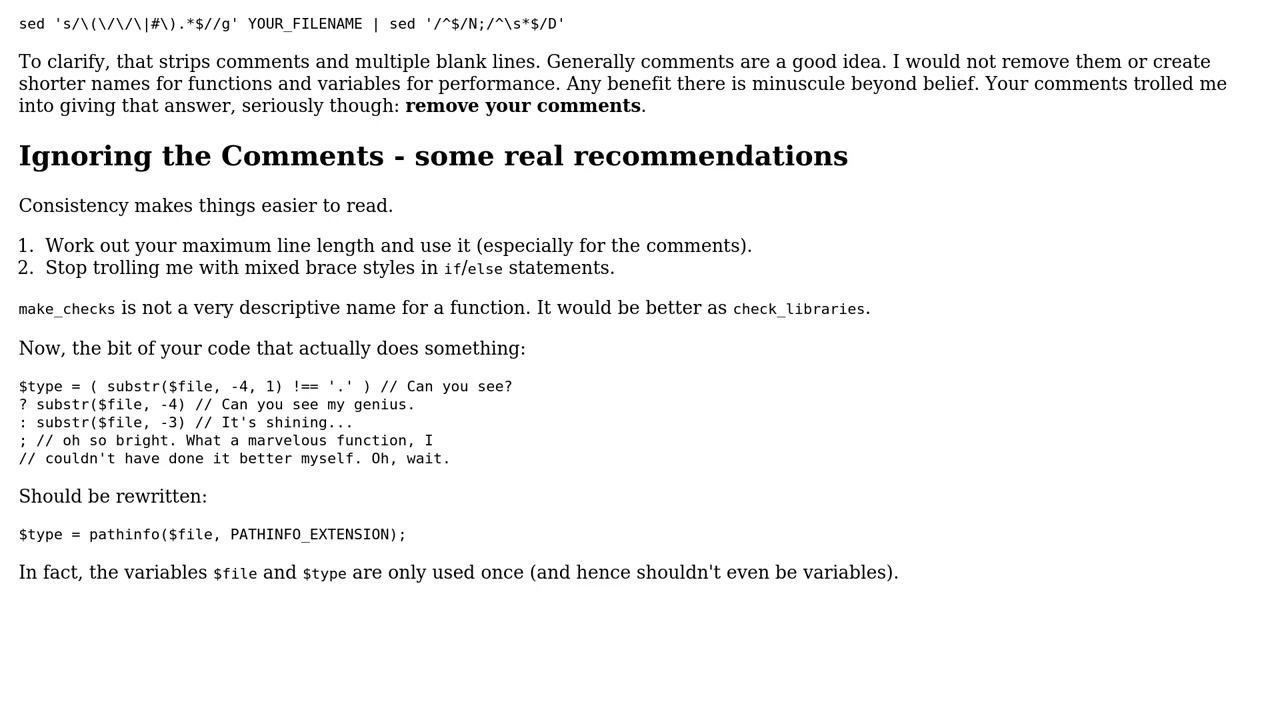 sed 's/\(\/\/\|#\).*$//g' YOUR_FILENAME | sed '/^$/N;/^\s*$/D'
To clarify, that strips comments and multiple blank lines. Generally comments are a good idea. I would not remove them or create
shorter names for functions and variables for performance. Any benefit there is minuscule beyond belief. Your comments trolled me
into giving that answer, seriously though: remove your comments.
Ignoring the Comments - some real recommendations
Consistency makes things easier to read.
1. Work out your maximum line length and use it (especially for the comments).
2. Stop trolling me with mixed brace styles in if/else statements.
make_checks is not a very descriptive name for a function. It would be better as check_libraries.
Now, the bit of your code that actually does something:
$type = ( substr($file, -4, 1) !== '.' ) // Can you see?
? substr($file, -4) // Can you see my genius.
: substr($file, -3) // It's shining...
; // oh so bright. What a marvelous function, I
// couldn't have done it better myself. Oh, wait.
Should be rewritten:
$type = pathinfo($file, PATHINFO_EXTENSION);
In fact, the variables $file and $type are only used once (and hence shouldn't even be variables).